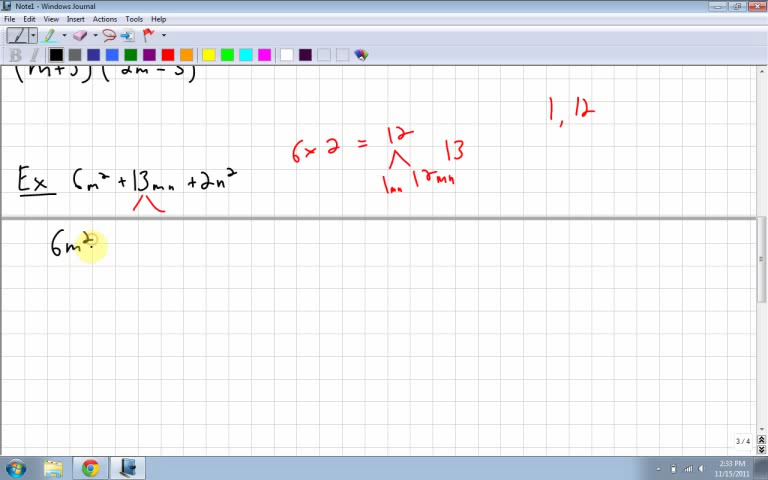 Note1 - Windows Journal
File Edit View Insert Actions Tools Help
B I
(m+5)(2m-5)
1, 12
6 x 2 = 12 13
1mn 12mn
Ex 6m² + 13mn + 2n²
6m²
3 / 4
2:33 PM
11/15/2011